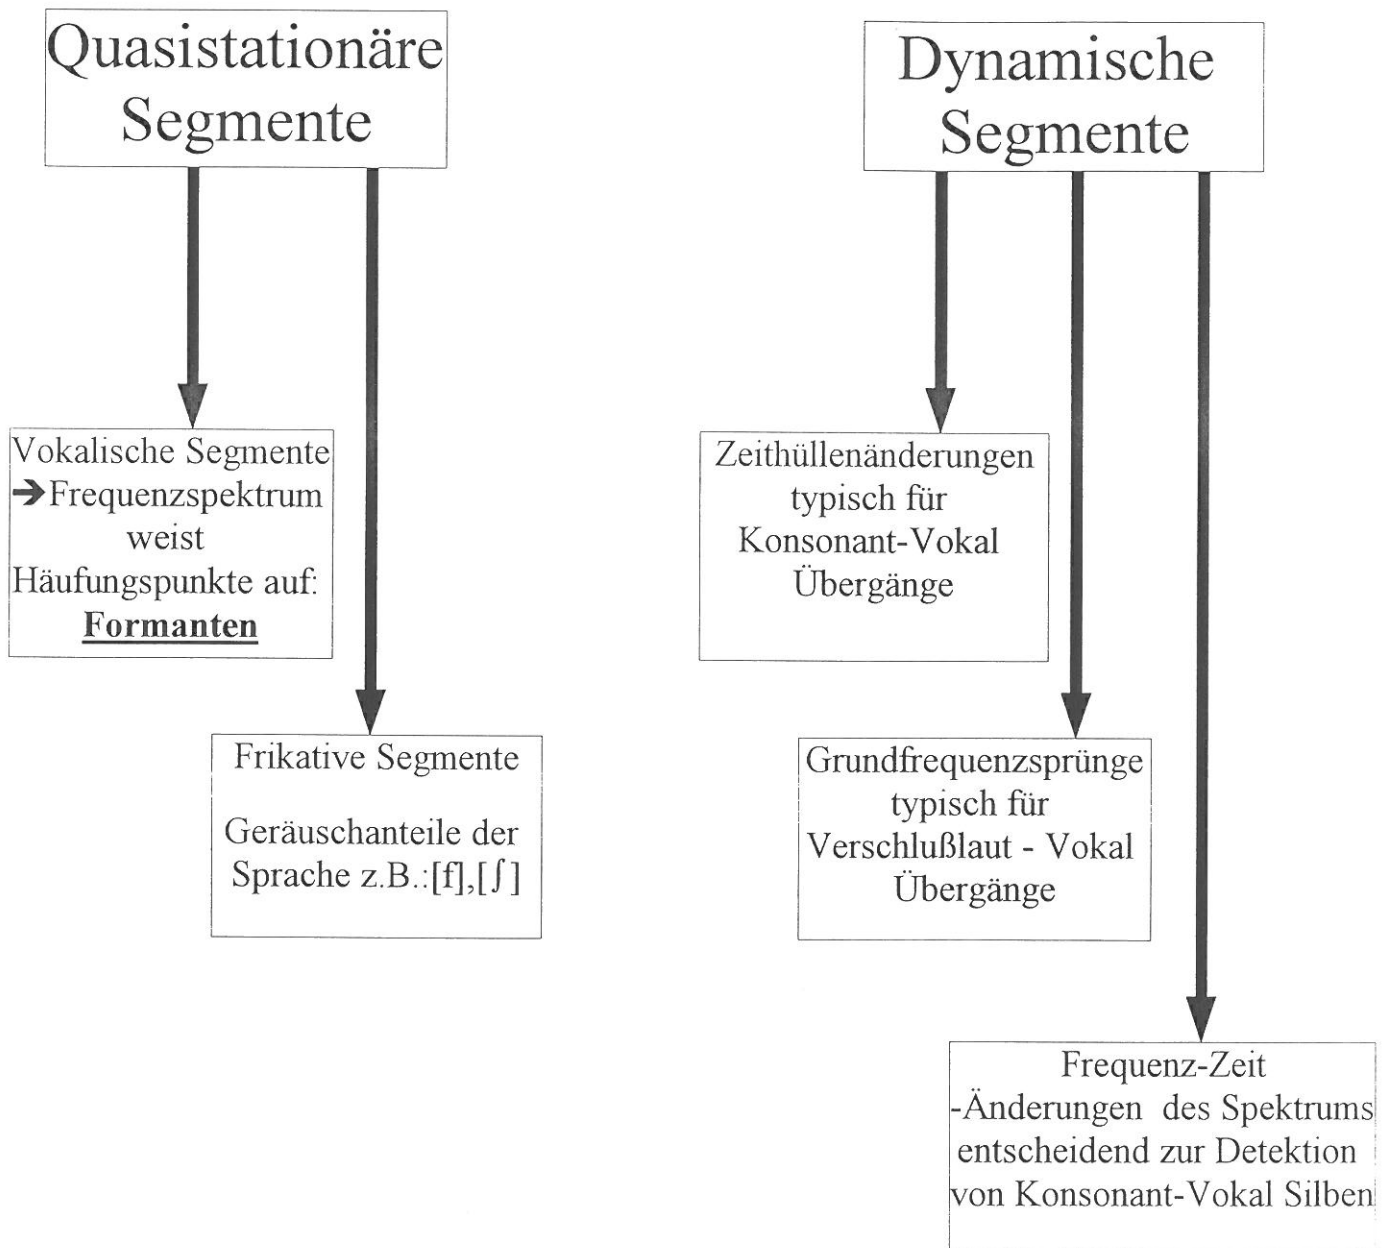 Quasistationäre
Segmente
Vokalische Segmente
➔Frequenzspektrum
weist
Häufungspunkte auf:
Formanten
Frikative Segmente
Geräuschanteile der
Sprache z.B.:[f],[ʃ]
Dynamische
Segmente
Zeithüllenänderungen
typisch für
Konsonant-Vokal
Übergänge
Grundfrequenzsprünge
typisch für
Verschlußlaut - Vokal
Übergänge
Frequenz-Zeit
-Änderungen des Spektrums
entscheidend zur Detektion
von Konsonant-Vokal Silben